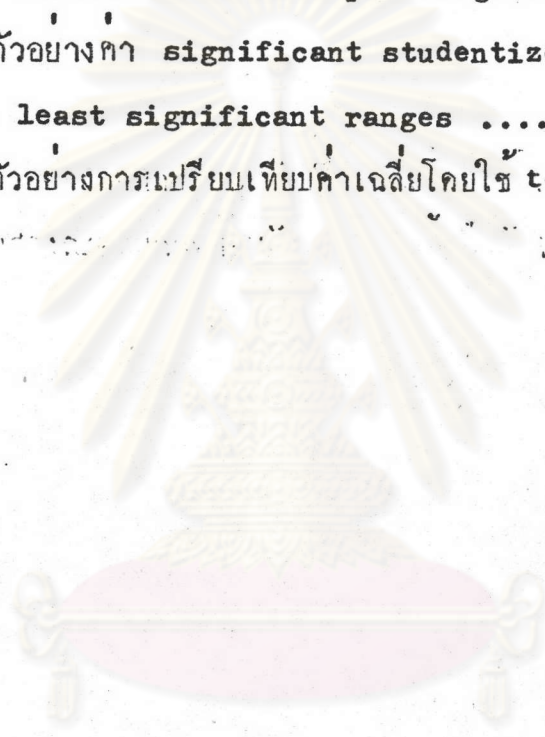 ตัวอย่างค่า significant studentiz
least significant ranges ....
ตัวอย่างการเปรียบเทียบค่าเฉลี่ยโดยใช้ t